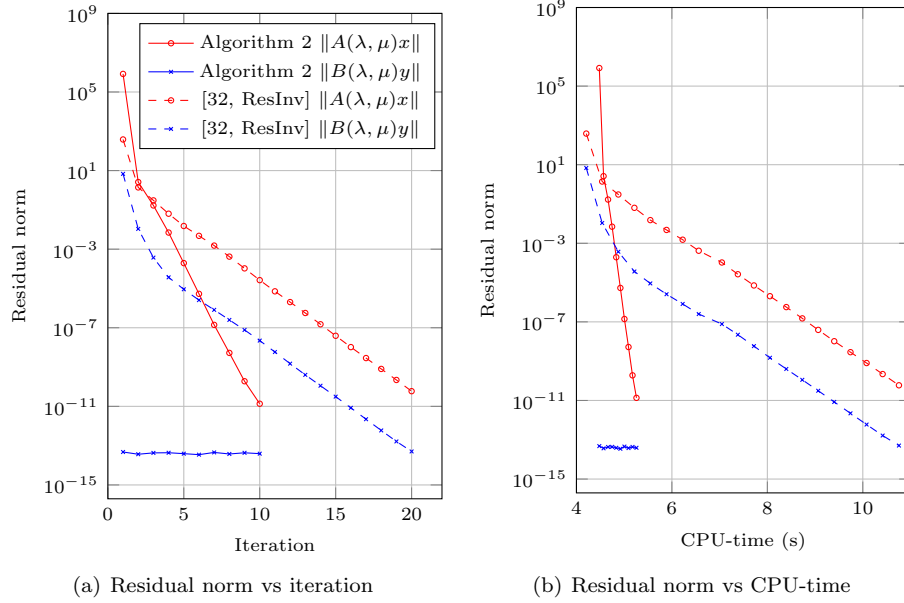 10^9
10^5
10^1
10^−3
10^−7
10^−11
10^−15
Residual norm
Algorithm 2 ‖A(λ, μ)x‖
Algorithm 2 ‖B(λ, μ)y‖
[32, ResInv] ‖A(λ, μ)x‖
[32, ResInv] ‖B(λ, μ)y‖
0 5 10 15 20
Iteration
(a) Residual norm vs iteration
10^9
10^5
10^1
10^−3
10^−7
10^−11
10^−15
Residual norm
4 6 8 10
CPU-time (s)
(b) Residual norm vs CPU-time